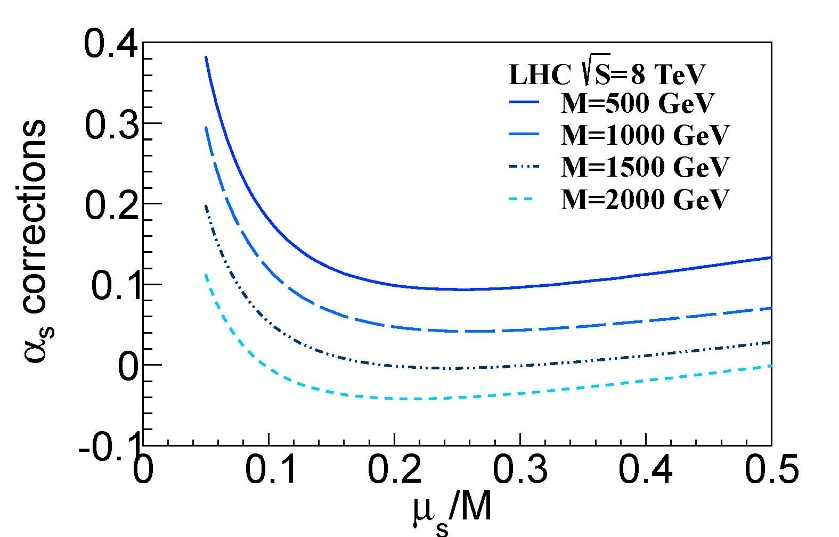 0.4
0.3
0.2
0.1
0
-0.1
αs corrections
LHC √S=8 TeV
M=500 GeV
M=1000 GeV
M=1500 GeV
M=2000 GeV
0 0.1 0.2 0.3 0.4 0.5
μs/M